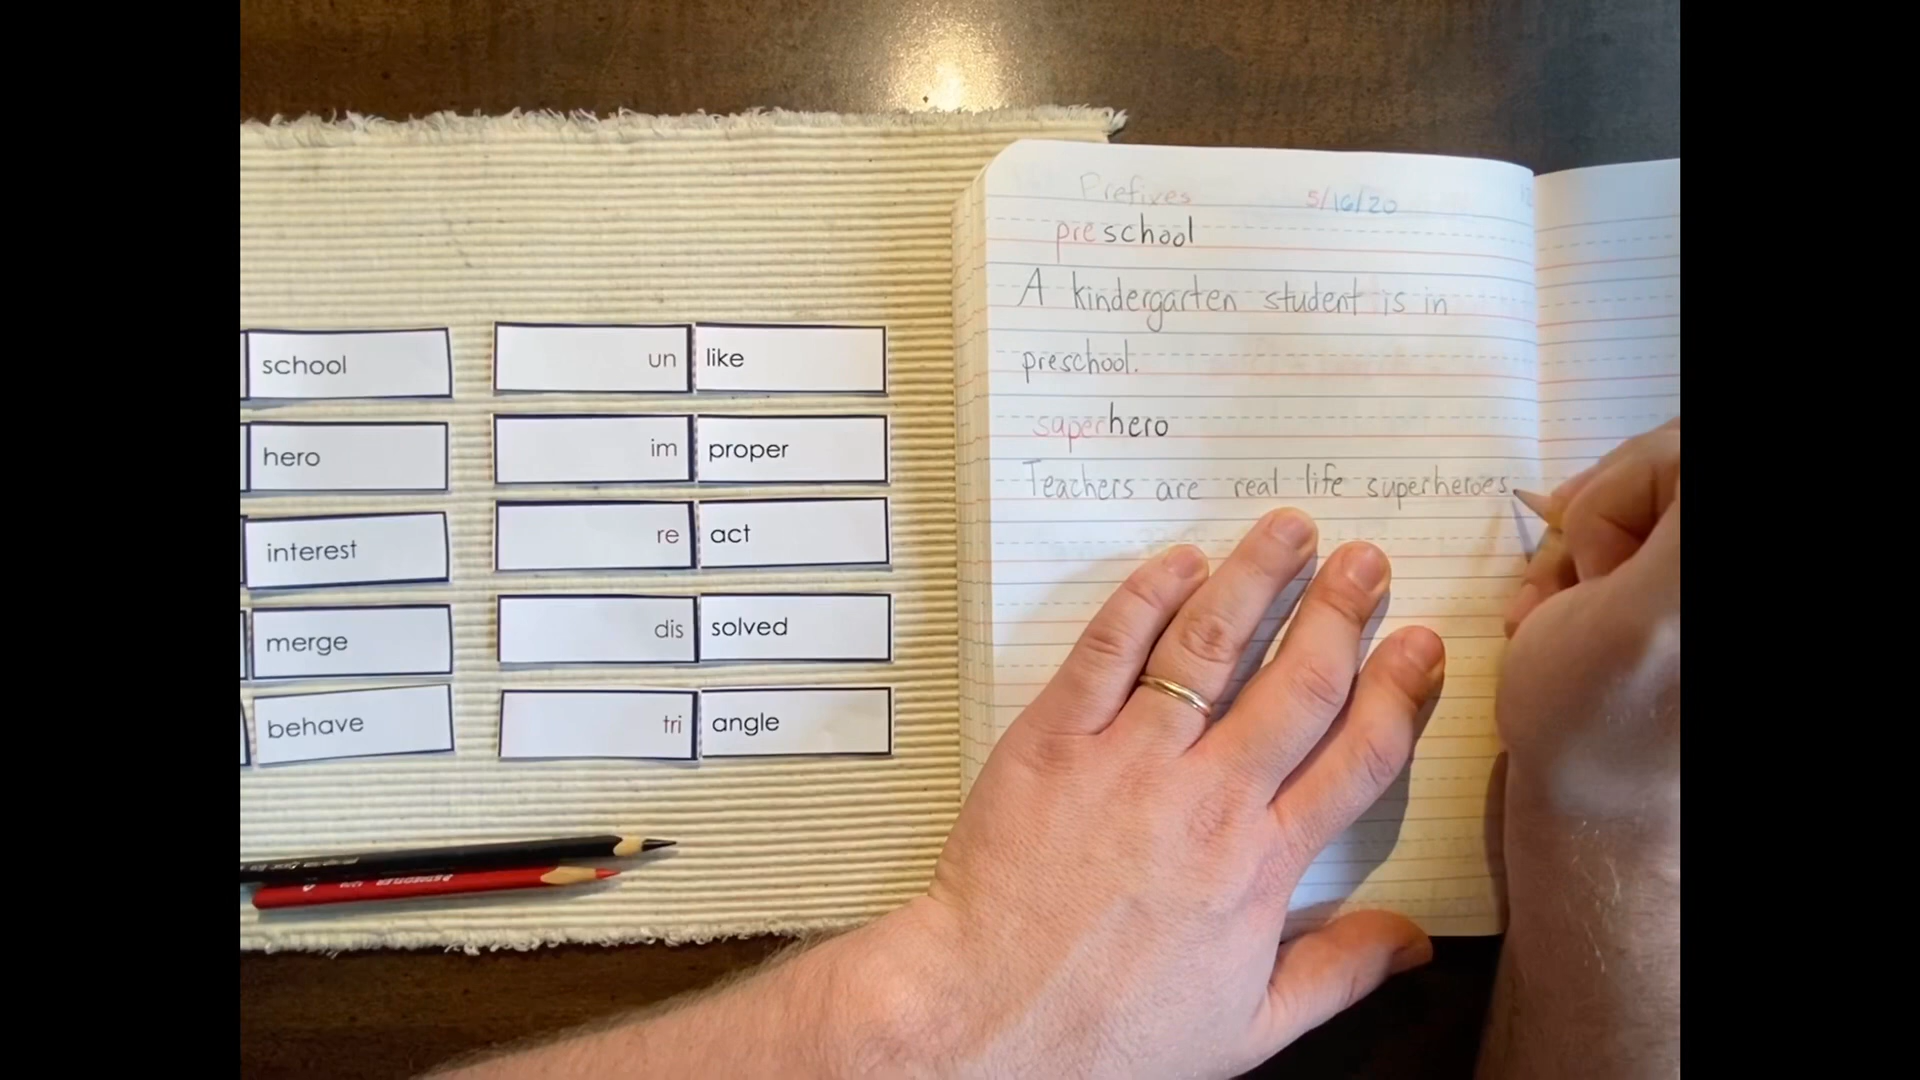 school
hero
interest
merge
behave
un like
im proper
re act
dis solved
tri angle
Prefixes 5/16/20
preschool
A kindergarten student is in
preschool.
superhero
Teachers are real life superheroes.